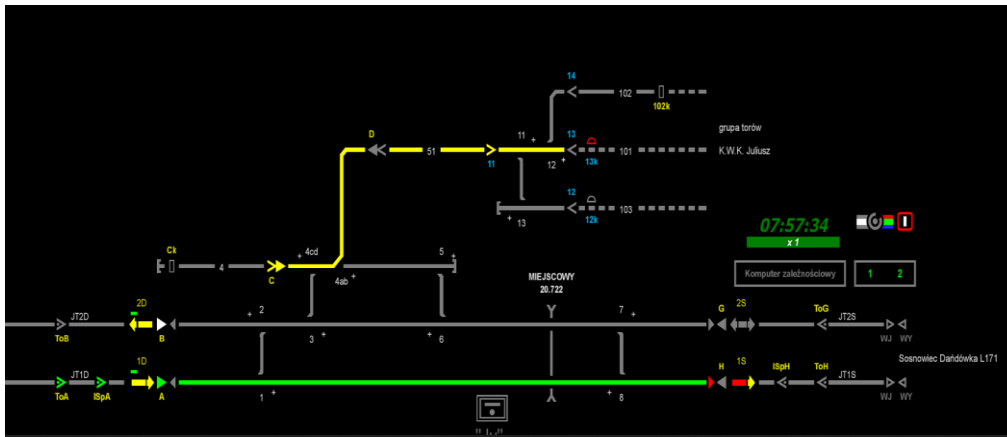 14
102
102k
D
11 +
13
grupa torów
51
11
12 +
13k
101
K.W.K. Juliusz
12
+ 13
12k
103
07:57:34
x 1
Ck
+ 4cd
5 +
4
C
4ab +
MIEJSCOWY
20.722
Komputer zależnościowy
1 2
2D
JT2D
ToB
B
+ 2
3 +
+ 6
7 +
G
2S
ToG
JT2S
WJ WY
Sosnowiec Dańdówka L171
1D
JT1D
ToA
ISpA
A
1 +
+ 8
H
1S
ISpH
ToH
JT1S
WJ WY